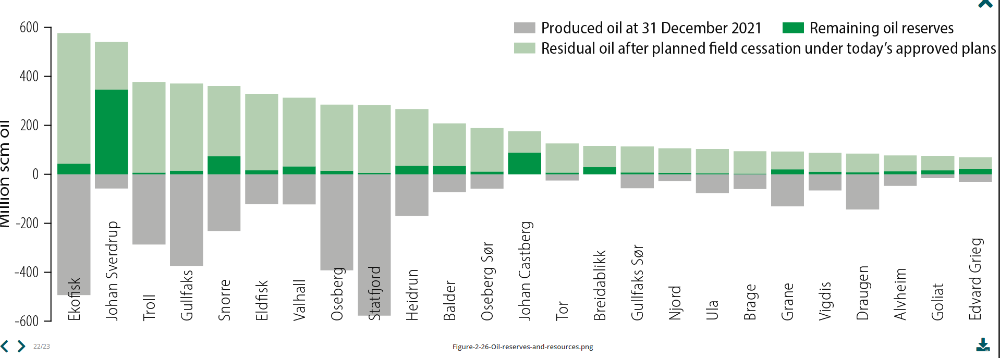 600
400
200
0
-200
-400
-600
Million scm oil
Produced oil at 31 December 2021
Remaining oil reserves
Residual oil after planned field cessation under today's approved plans
Ekofisk
Johan Sverdrup
Troll
Gullfaks
Snorre
Eldfisk
Valhall
Oseberg
Statfjord
Heidrun
Balder
Oseberg Sør
Johan Castberg
Tor
Breidablikk
Gullfaks Sør
Njord
Ula
Brage
Grane
Vigdis
Draugen
Alvheim
Goliat
Edvard Grieg
22/23
Figure-2-26-Oil-reserves-and-resources.png